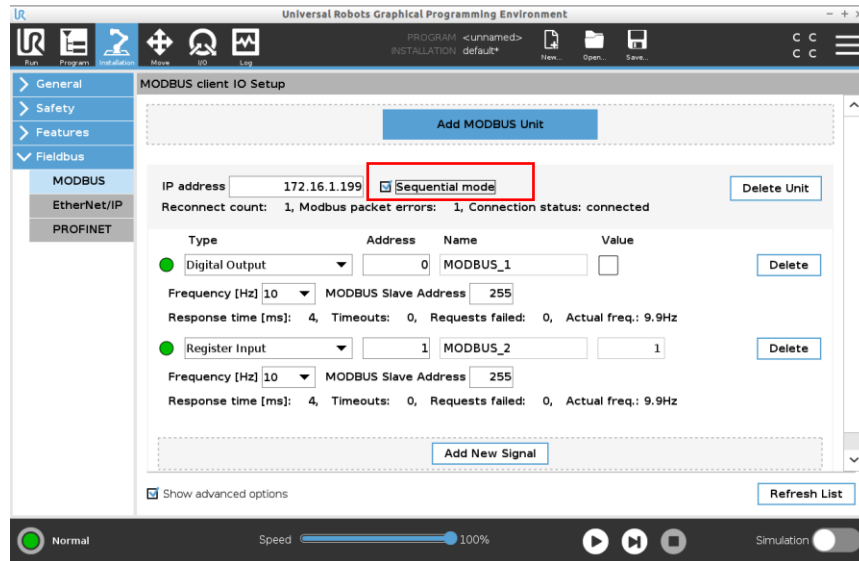 UR Universal Robots Graphical Programming Environment
UR PROGRAM <unnamed> C C
INSTALLATION default* C C
Run Program Installation Move I/O Log New... Open... Save...
General
Safety
Features
Fieldbus
MODBUS
EtherNet/IP
PROFINET
MODBUS client IO Setup
Add MODBUS Unit
IP address 172.16.1.199 Sequential mode Delete Unit
Reconnect count: 1, Modbus packet errors: 1, Connection status: connected
Type Address Name Value
Digital Output 0 MODBUS_1 Delete
Frequency [Hz] 10 MODBUS Slave Address 255
Response time [ms]: 4, Timeouts: 0, Requests failed: 0, Actual freq.: 9.9Hz
Register Input 1 MODBUS_2 1 Delete
Frequency [Hz] 10 MODBUS Slave Address 255
Response time [ms]: 4, Timeouts: 0, Requests failed: 0, Actual freq.: 9.9Hz
Add New Signal
Show advanced options Refresh List
Normal Speed 100% Simulation